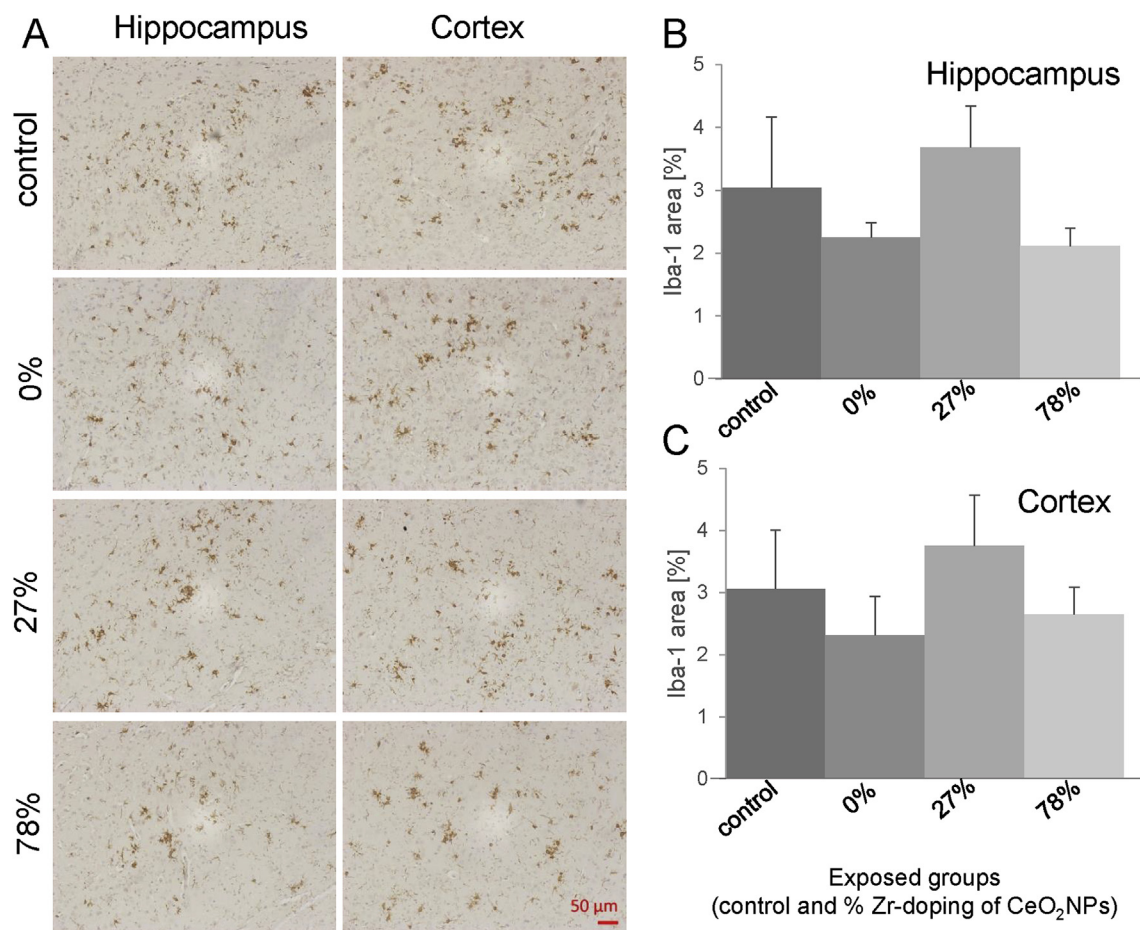 A
Hippocampus
Cortex
control
0%
27%
78%
50 µm
B
Hippocampus
Iba-1 area [%]
5
4
3
2
1
0
control
0%
27%
78%
C
Cortex
Iba-1 area [%]
5
4
3
2
1
0
control
0%
27%
78%
Exposed groups
(control and % Zr-doping of CeO₂NPs)